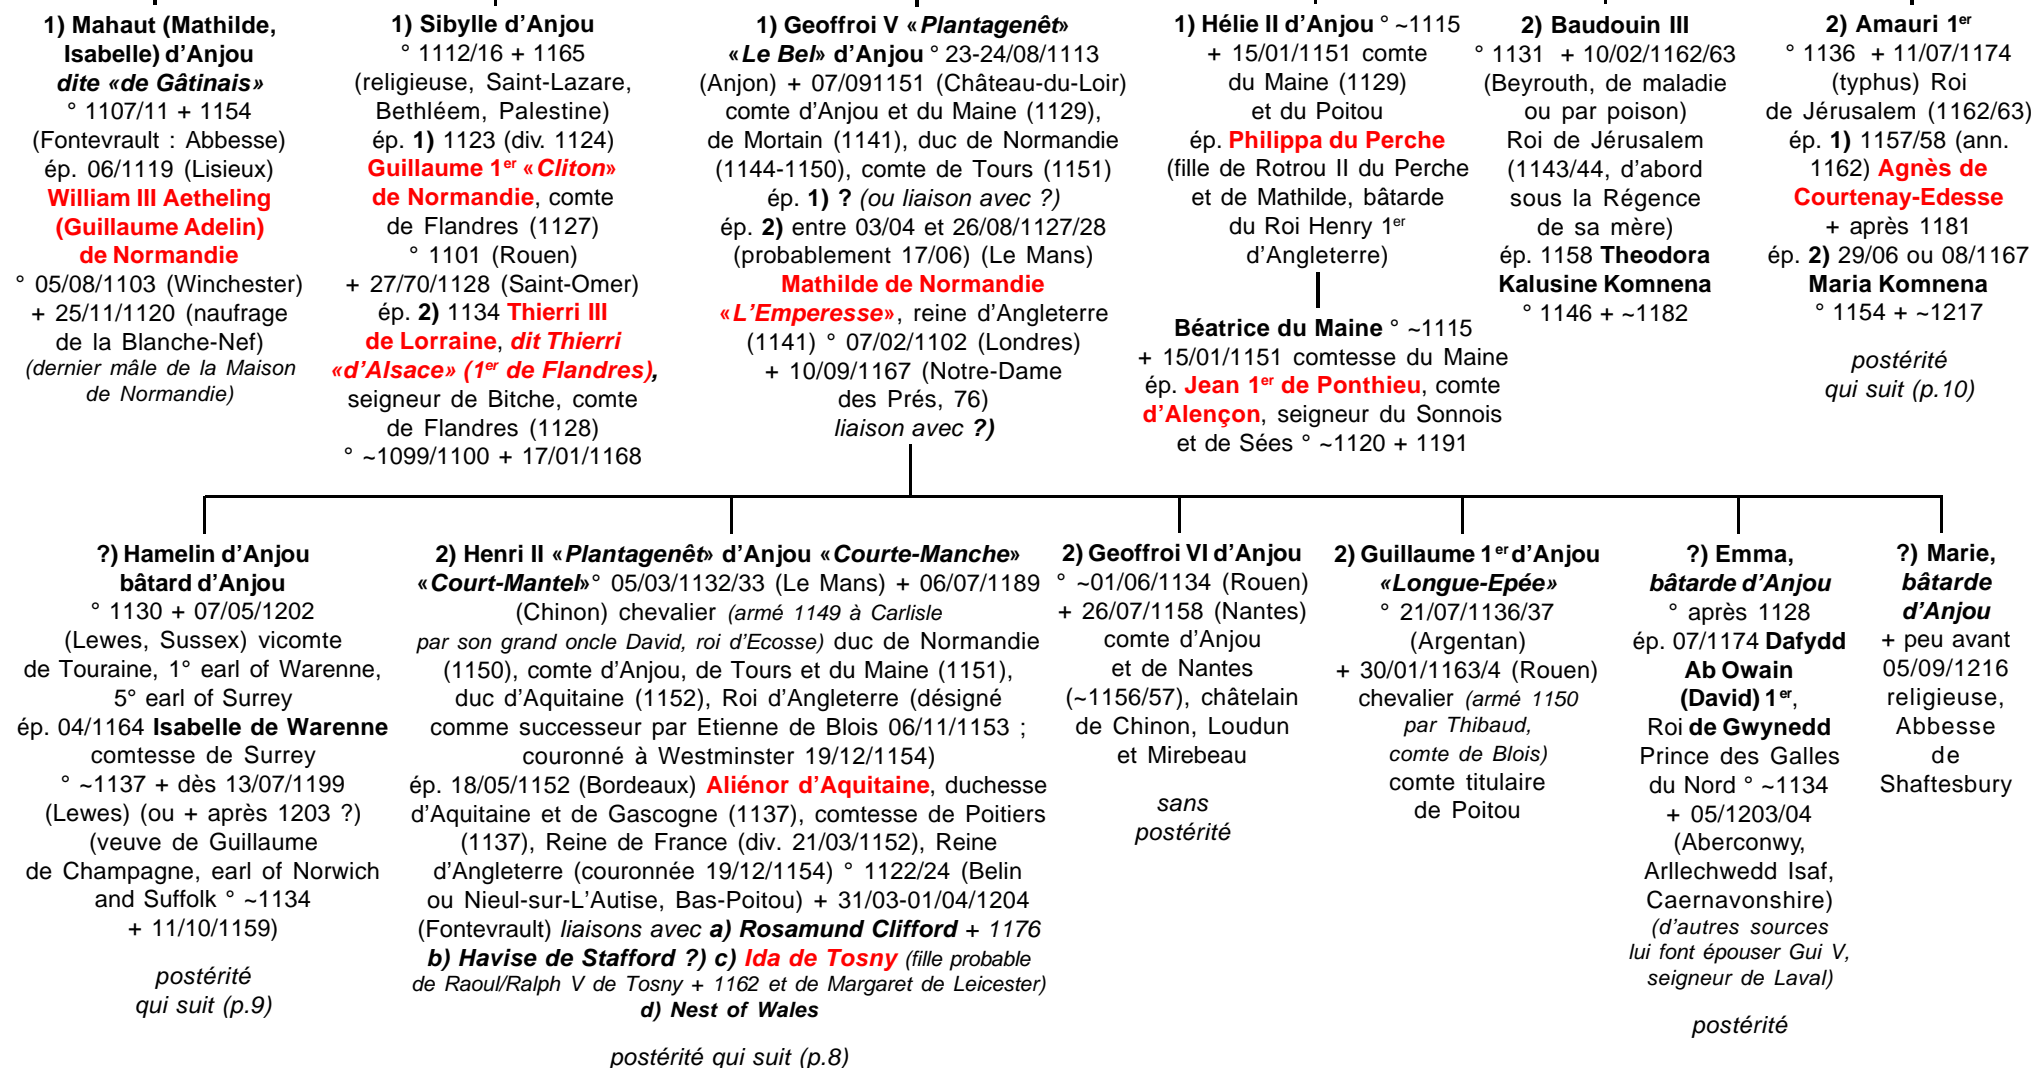 1) Mahaut (Mathilde,
Isabelle) d’Anjou
dite «de Gâtinais»
° 1107/11 + 1154
(Fontevrault : Abbesse)
ép. 06/1119 (Lisieux)
William III Aetheling
(Guillaume Adelin)
de Normandie
° 05/08/1103 (Winchester)
+ 25/11/1120 (naufrage
de la Blanche-Nef)
(dernier mâle de la Maison
de Normandie)
1) Sibylle d’Anjou
° 1112/16 + 1165
(religieuse, Saint-Lazare,
Bethléem, Palestine)
ép. 1) 1123 (div. 1124)
Guillaume 1er «Cliton»
de Normandie, comte
de Flandres (1127)
° 1101 (Rouen)
+ 27/70/1128 (Saint-Omer)
ép. 2) 1134 Thierri III
de Lorraine, dit Thierri
«d’Alsace» (1er de Flandres),
seigneur de Bitche, comte
de Flandres (1128)
° ~1099/1100 + 17/01/1168
1) Geoffroi V «Plantagenêt»
«Le Bel» d’Anjou ° 23-24/08/1113
(Anjon) + 07/091151 (Château-du-Loir)
comte d’Anjou et du Maine (1129),
de Mortain (1141), duc de Normandie
(1144-1150), comte de Tours (1151)
ép. 1) ? (ou liaison avec ?)
ép. 2) entre 03/04 et 26/08/1127/28
(probablement 17/06) (Le Mans)
Mathilde de Normandie
«L’Emperesse», reine d’Angleterre
(1141) ° 07/02/1102 (Londres)
+ 10/09/1167 (Notre-Dame
des Prés, 76)
liaison avec ?)
1) Hélie II d’Anjou ° ~1115
+ 15/01/1151 comte
du Maine (1129)
et du Poitou
ép. Philippa du Perche
(fille de Rotrou II du Perche
et de Mathilde, bâtarde
du Roi Henry 1er
d’Angleterre)
Béatrice du Maine ° ~1115
+ 15/01/1151 comtesse du Maine
ép. Jean 1er de Ponthieu, comte
d’Alençon, seigneur du Sonnois
et de Sées ° ~1120 + 1191
2) Baudouin III
° 1131 + 10/02/1162/63
(Beyrouth, de maladie
ou par poison)
Roi de Jérusalem
(1143/44, d’abord
sous la Régence
de sa mère)
ép. 1158 Theodora
Kalusine Komnena
° 1146 + ~1182
2) Amauri 1er
° 1136 + 11/07/1174
(typhus) Roi
de Jérusalem (1162/63)
ép. 1) 1157/58 (ann.
1162) Agnès de
Courtenay-Edesse
+ après 1181
ép. 2) 29/06 ou 08/1167
Maria Komnena
° 1154 + ~1217
postérité
qui suit (p.10)
?) Hamelin d’Anjou
bâtard d’Anjou
° 1130 + 07/05/1202
(Lewes, Sussex) vicomte
de Touraine, 1° earl of Warenne,
5° earl of Surrey
ép. 04/1164 Isabelle de Warenne
comtesse de Surrey
° ~1137 + dès 13/07/1199
(Lewes) (ou + après 1203 ?)
(veuve de Guillaume
de Champagne, earl of Norwich
and Suffolk ° ~1134
+ 11/10/1159)
postérité
qui suit (p.9)
2) Henri II «Plantagenêt» d’Anjou «Courte-Manche»
«Court-Mantel»° 05/03/1132/33 (Le Mans) + 06/07/1189
(Chinon) chevalier (armé 1149 à Carlisle
par son grand oncle David, roi d’Ecosse) duc de Normandie
(1150), comte d’Anjou, de Tours et du Maine (1151),
duc d’Aquitaine (1152), Roi d’Angleterre (désigné
comme successeur par Etienne de Blois 06/11/1153 ;
couronné à Westminster 19/12/1154)
ép. 18/05/1152 (Bordeaux) Aliénor d’Aquitaine, duchesse
d’Aquitaine et de Gascogne (1137), comtesse de Poitiers
(1137), Reine de France (div. 21/03/1152), Reine
d’Angleterre (couronnée 19/12/1154) ° 1122/24 (Belin
ou Nieul-sur-L’Autise, Bas-Poitou) + 31/03-01/04/1204
(Fontevrault) liaisons avec a) Rosamund Clifford + 1176
b) Havise de Stafford ?) c) Ida de Tosny (fille probable
de Raoul/Ralph V de Tosny + 1162 et de Margaret de Leicester)
d) Nest of Wales
postérité qui suit (p.8)
2) Geoffroi VI d’Anjou
° ~01/06/1134 (Rouen)
+ 26/07/1158 (Nantes)
comte d’Anjou
et de Nantes
(~1156/57), châtelain
de Chinon, Loudun
et Mirebeau
sans
postérité
2) Guillaume 1er d’Anjou
«Longue-Epée»
° 21/07/1136/37
(Argentan)
+ 30/01/1163/4 (Rouen)
chevalier (armé 1150
par Thibaud,
comte de Blois)
comte titulaire
de Poitou
?) Emma,
bâtarde d’Anjou
° après 1128
ép. 07/1174 Dafydd
Ab Owain
(David) 1er,
Roi de Gwynedd
Prince des Galles
du Nord ° ~1134
+ 05/1203/04
(Aberconwy,
Arllechwedd Isaf,
Caernavonshire)
(d’autres sources
lui font épouser Gui V,
seigneur de Laval)
postérité
?) Marie,
bâtarde
d’Anjou
+ peu avant
05/09/1216
religieuse,
Abbesse
de
Shaftesbury